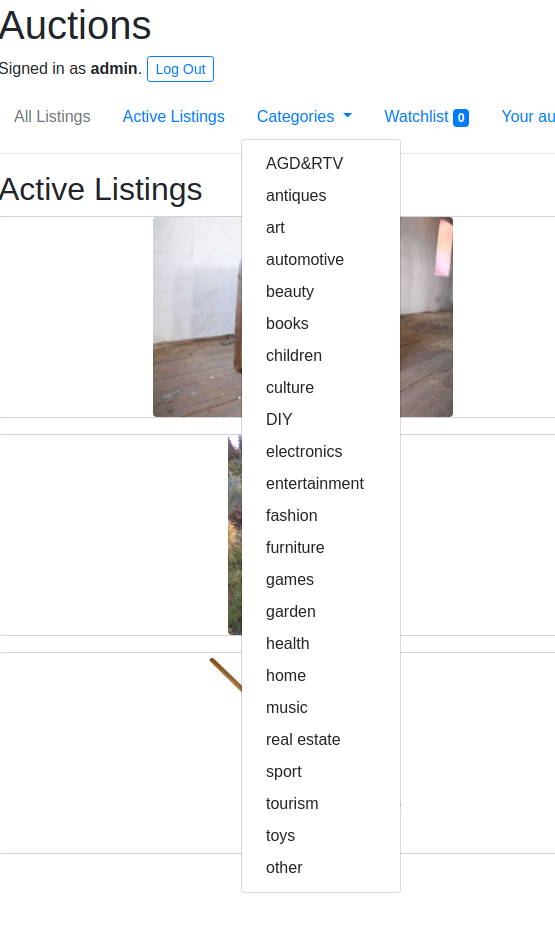 Auctions
Signed in as admin. Log Out
All Listings Active Listings Categories Watchlist 0 Your au
Active Listings
AGD&RTV
antiques
art
automotive
beauty
books
children
culture
DIY
electronics
entertainment
fashion
furniture
games
garden
health
home
music
real estate
sport
tourism
toys
other